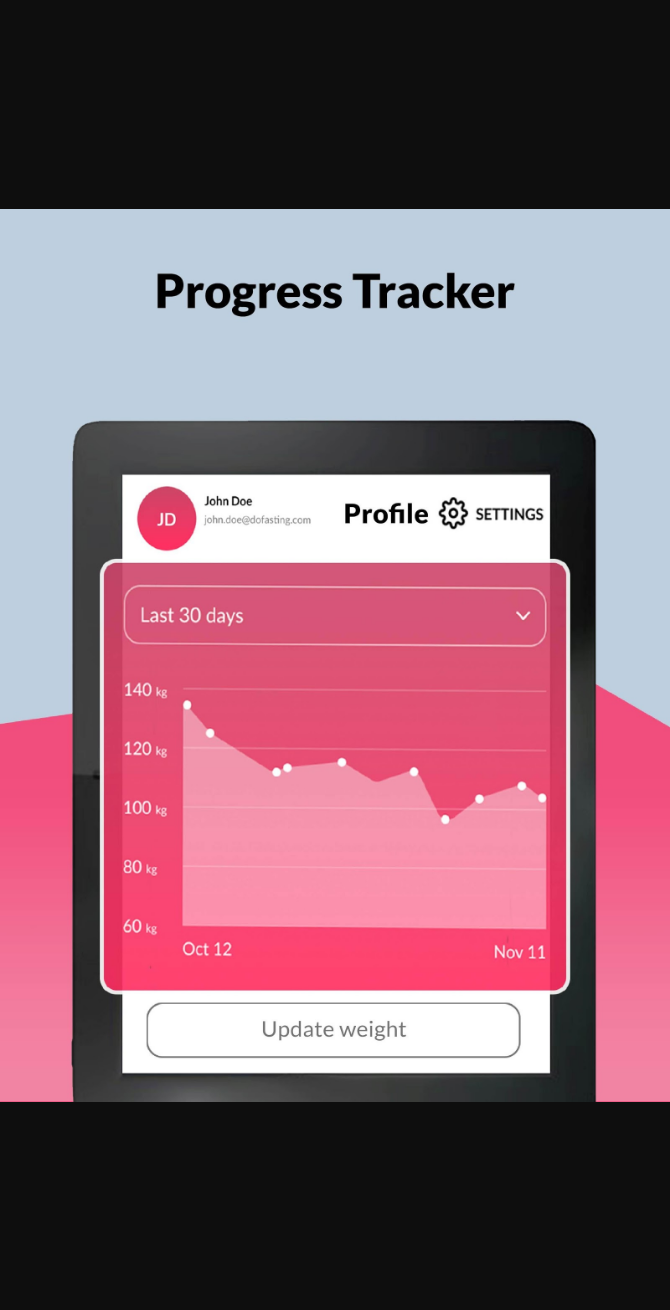 Progress Tracker
JD
John Doe
john.doe@dofasting.com
Profile
SETTINGS
Last 30 days
140 kg
120 kg
100 kg
80 kg
60 kg
Oct 12
Nov 11
Update weight